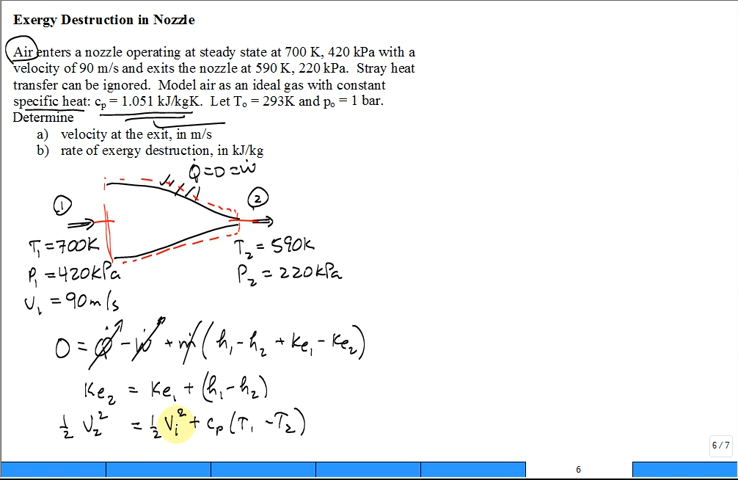 Exergy Destruction in Nozzle
Air enters a nozzle operating at steady state at 700 K, 420 kPa with a
velocity of 90 m/s and exits the nozzle at 590 K, 220 kPa. Stray heat
transfer can be ignored. Model air as an ideal gas with constant
specific heat: cₚ = 1.051 kJ/kgK. Let Tₒ = 293K and pₒ = 1 bar.
Determine
a) velocity at the exit, in m/s
b) rate of exergy destruction, in kJ/kg
Q̇ = 0 = Ẇ
① ②
T₁ = 700K T₂ = 590K
P₁ = 420kPa P₂ = 220kPa
V₁ = 90m/s
0 = Q̇ - Ẇ + ṁ (h₁ - h₂ + ke₁ - ke₂)
ke₂ = ke₁ + (h₁ - h₂)
½ V₂² = ½ V₁² + cₚ (T₁ - T₂)
6 / 7
6